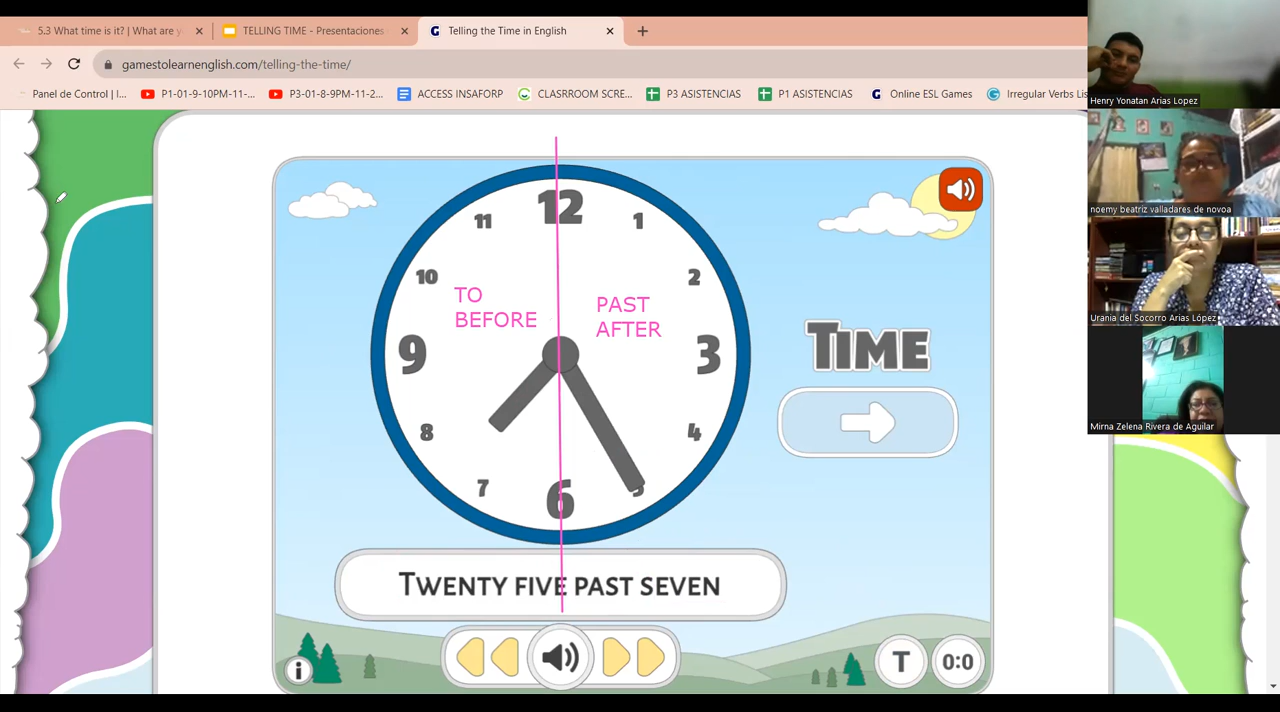 5.3 What time is it? | What are y
TELLING TIME - Presentaciones
Telling the Time in English
gamestolearnenglish.com/telling-the-time/
Panel de Control | I...
P1-01-9-10PM-11-...
P3-01-8-9PM-11-2...
ACCESS INSAFORP
CLASRROOM SCRE...
P3 ASISTENCIAS
P1 ASISTENCIAS
Online ESL Games
Irregular Verbs Lis
Henry Yonatan Arias Lopez
noemy beatriz valladares de novoa
Urania del Socorro Arias López
Mirna Zelena Rivera de Aguilar
12
11
1
10
2
TO
BEFORE
PAST
AFTER
9
3
8
4
7
5
6
TIME
TWENTY FIVE PAST SEVEN
i
T
0:0